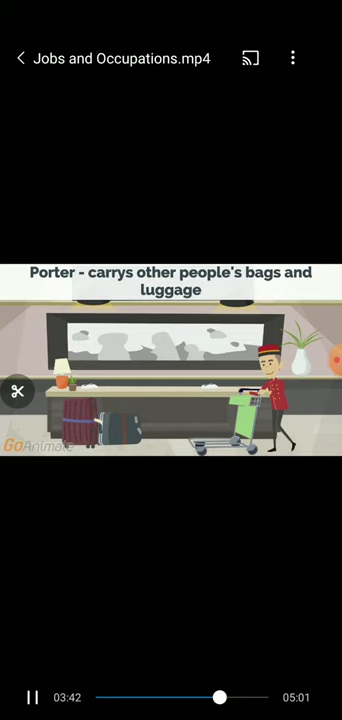 Jobs and Occupations.mp4
Porter - carrys other people's bags and
luggage
GoAnimate
03:42
05:01